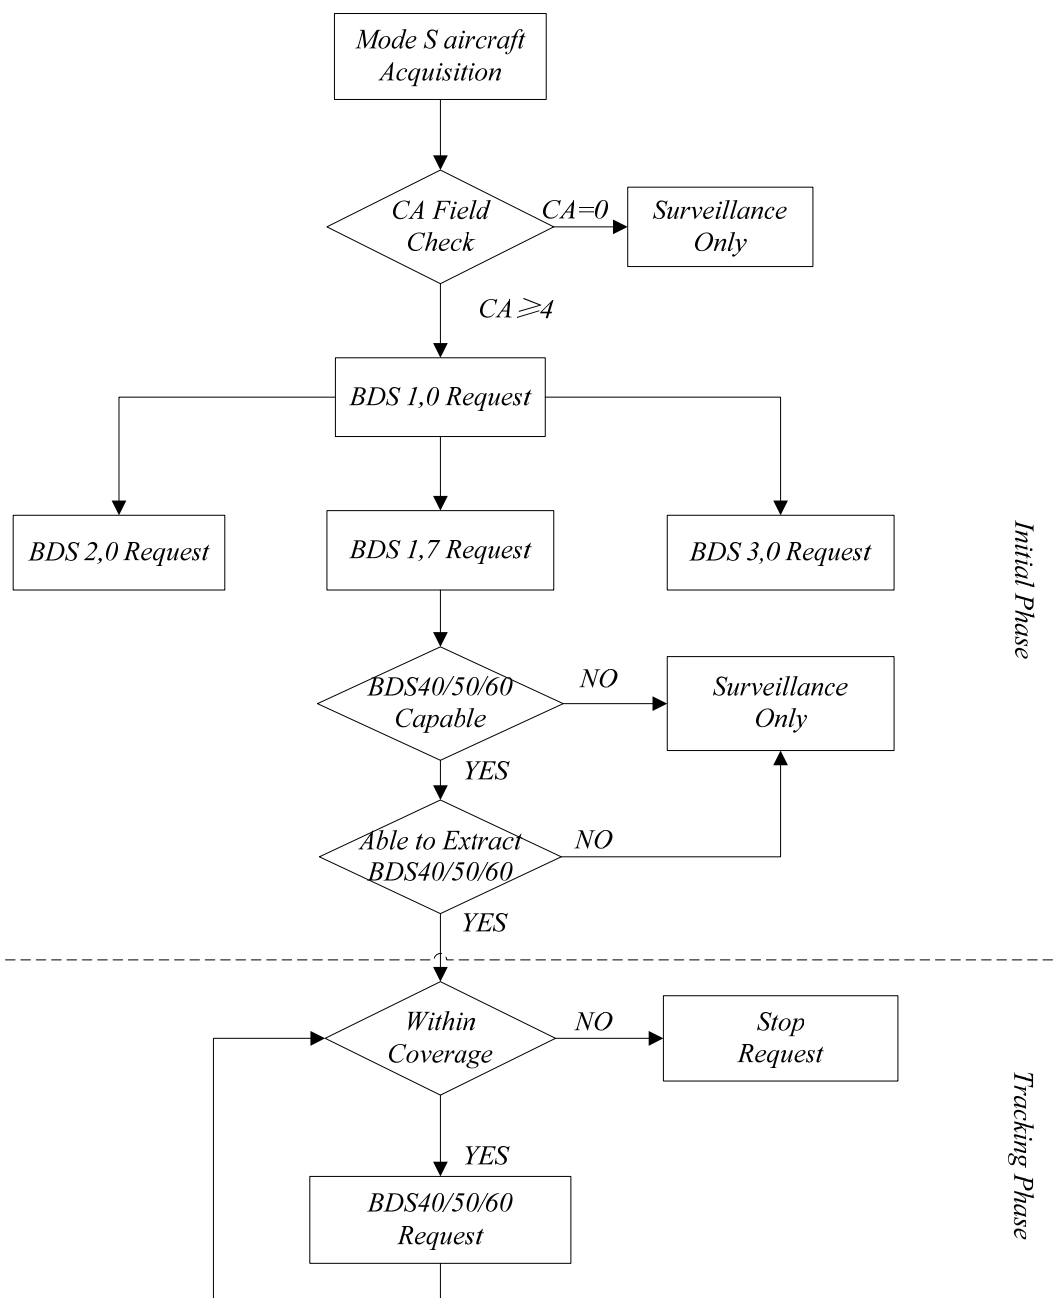 Mode S aircraft
Acquisition
CA Field
Check
CA=0
Surveillance
Only
CA⩾4
BDS 1,0 Request
BDS 2,0 Request
BDS 1,7 Request
BDS 3,0 Request
Initial Phase
BDS40/50/60
Capable
NO
Surveillance
Only
YES
Able to Extract
BDS40/50/60
NO
YES
Within
Coverage
NO
Stop
Request
Tracking Phase
YES
BDS40/50/60
Request